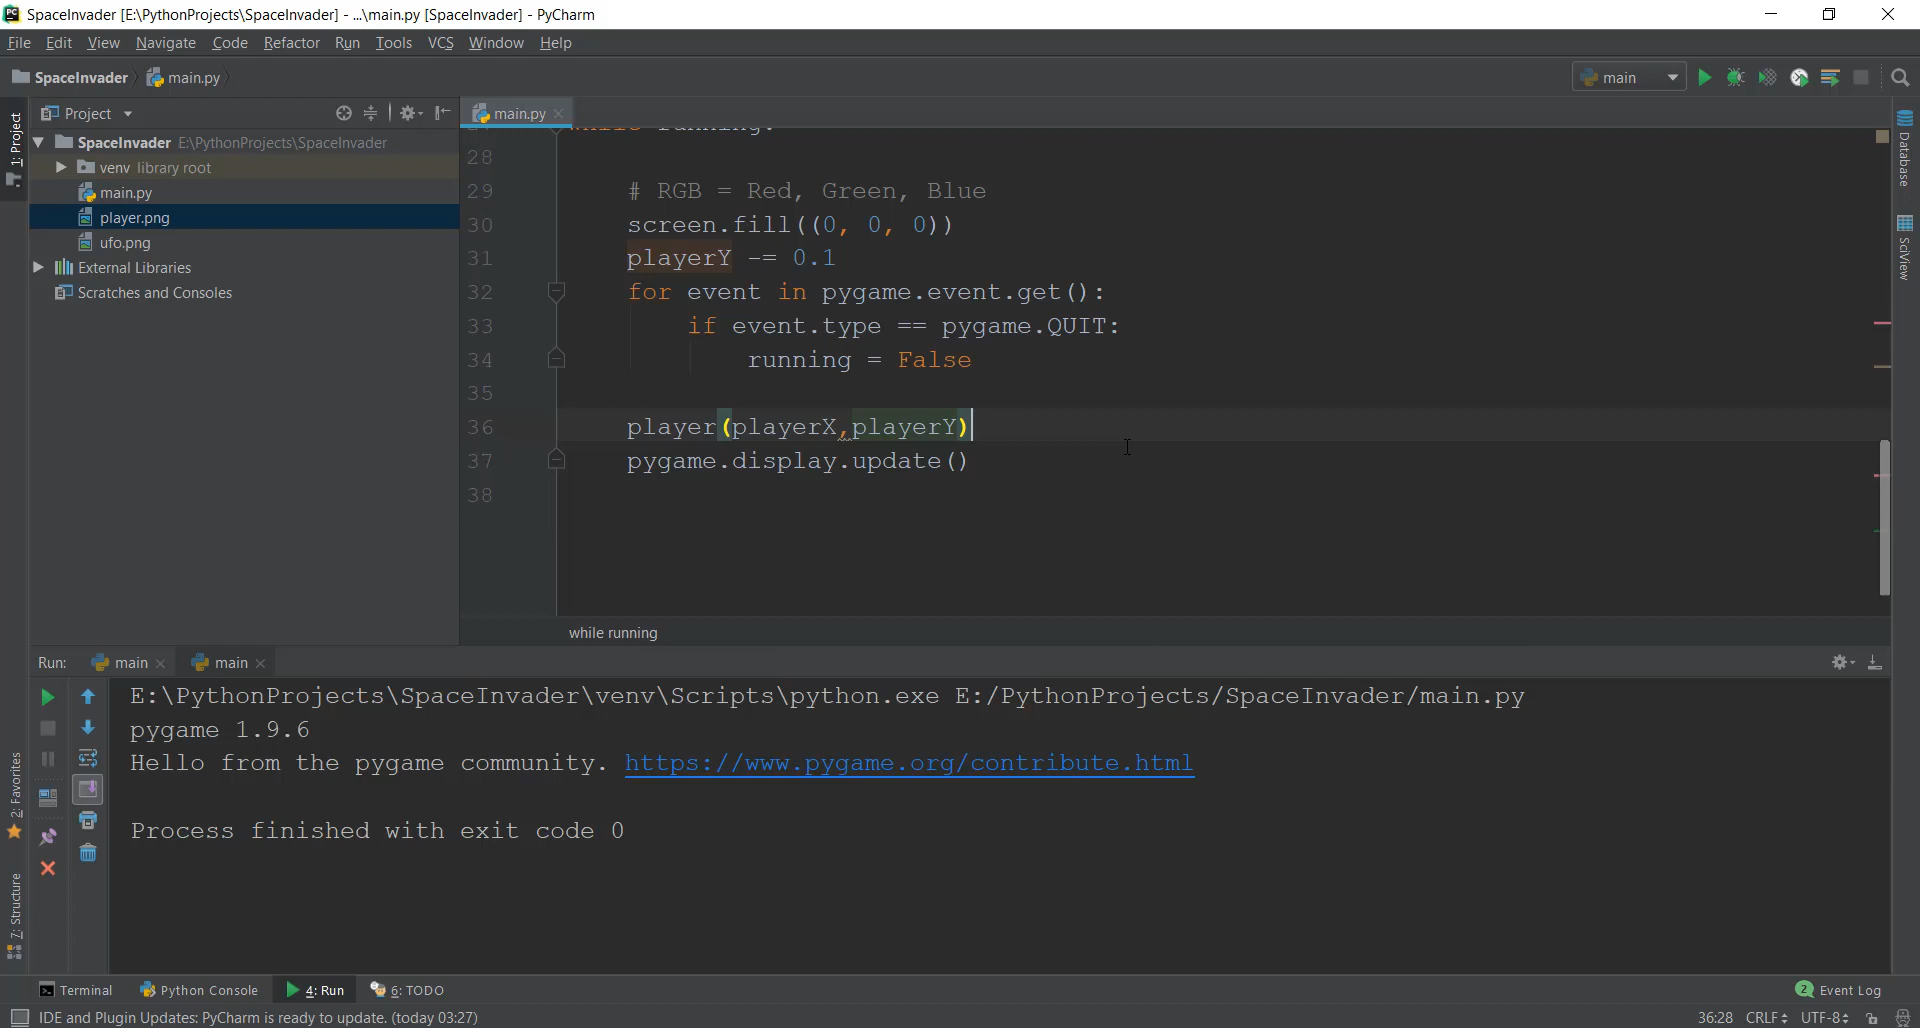 SpaceInvader [E:\PythonProjects\SpaceInvader] - ...\main.py [SpaceInvader] - PyCharm
File Edit View Navigate Code Refactor Run Tools VCS Window Help
SpaceInvader main.py
main
1: Project
Project
main.py
SpaceInvader E:\PythonProjects\SpaceInvader
venv library root
main.py
player.png
ufo.png
External Libraries
Scratches and Consoles
while running:
28
29 # RGB = Red, Green, Blue
30 screen.fill((0, 0, 0))
31 playerY -= 0.1
32 for event in pygame.event.get():
33 if event.type == pygame.QUIT:
34 running = False
35
36 player(playerX,playerY)
37 pygame.display.update()
38
while running
Database
SciView
Run: main main
E:\PythonProjects\SpaceInvader\venv\Scripts\python.exe E:/PythonProjects/SpaceInvader/main.py
pygame 1.9.6
Hello from the pygame community. https://www.pygame.org/contribute.html
Process finished with exit code 0
2: Favorites
7: Structure
Terminal Python Console 4: Run 6: TODO 2 Event Log
IDE and Plugin Updates: PyCharm is ready to update. (today 03:27) 36:28 CRLF UTF-8